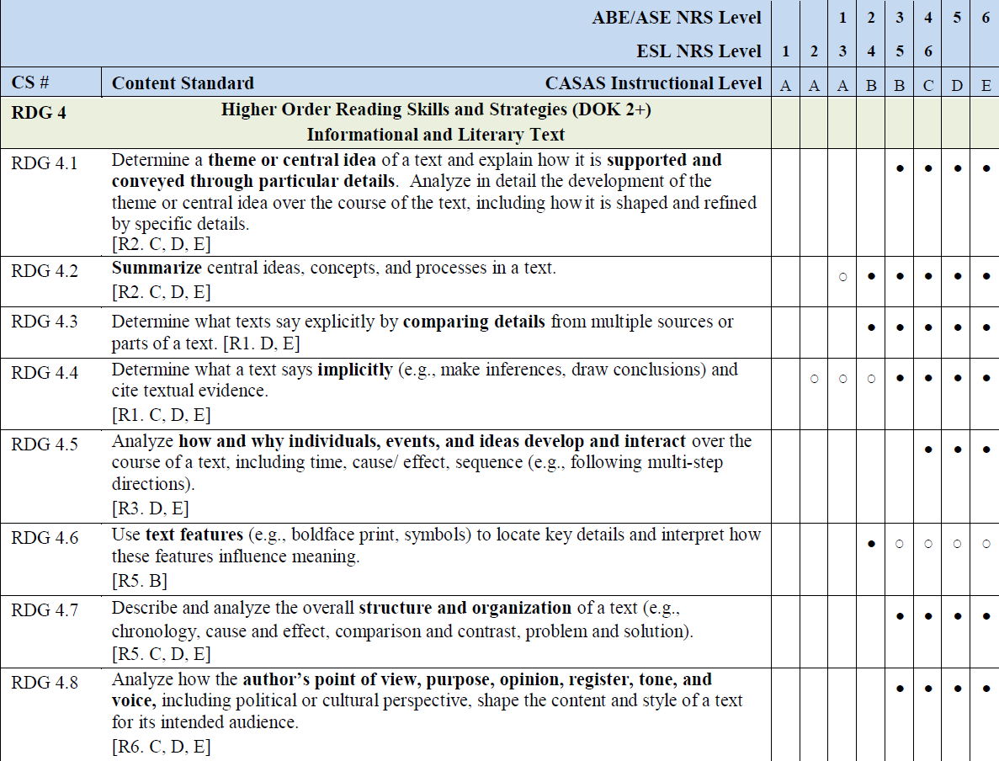 ABE/ASE NRS Level 1 2 3 4 5 6
ESL NRS Level 1 2 3 4 5 6
CS # Content Standard CASAS Instructional Level A A A B B C D E
RDG 4 Higher Order Reading Skills and Strategies (DOK 2+)
Informational and Literary Text
RDG 4.1 Determine a theme or central idea of a text and explain how it is supported and ● ● ● ●
conveyed through particular details. Analyze in detail the development of the
theme or central idea over the course of the text, including how it is shaped and refined
by specific details.
[R2. C, D, E]
RDG 4.2 Summarize central ideas, concepts, and processes in a text. ○ ● ● ● ● ●
[R2. C, D, E]
RDG 4.3 Determine what texts say explicitly by comparing details from multiple sources or ● ● ● ● ●
parts of a text. [R1. D, E]
RDG 4.4 Determine what a text says implicitly (e.g., make inferences, draw conclusions) and ○ ○ ○ ● ● ● ●
cite textual evidence.
[R1. C, D, E]
RDG 4.5 Analyze how and why individuals, events, and ideas develop and interact over the ● ● ●
course of a text, including time, cause/ effect, sequence (e.g., following multi-step
directions).
[R3. D, E]
RDG 4.6 Use text features (e.g., boldface print, symbols) to locate key details and interpret how ● ○ ○ ○ ○
these features influence meaning.
[R5. B]
RDG 4.7 Describe and analyze the overall structure and organization of a text (e.g., ● ● ● ●
chronology, cause and effect, comparison and contrast, problem and solution).
[R5. C, D, E]
RDG 4.8 Analyze how the author’s point of view, purpose, opinion, register, tone, and ● ● ● ●
voice, including political or cultural perspective, shape the content and style of a text
for its intended audience.
[R6. C, D, E]